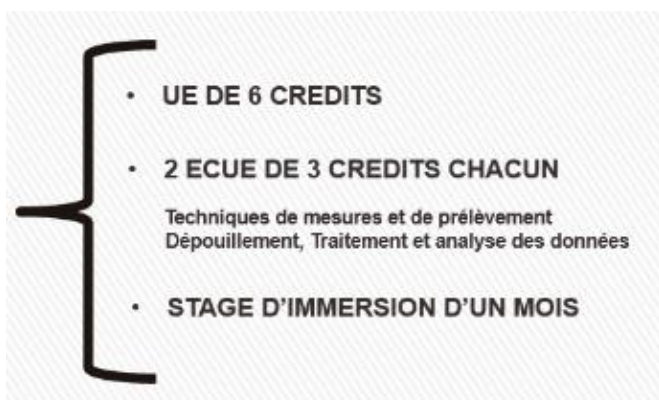 • UE DE 6 CREDITS
• 2 ECUE DE 3 CREDITS CHACUN
Techniques de mesures et de prélèvement
Dépouillement, Traitement et analyse des données
• STAGE D'IMMERSION D'UN MOIS